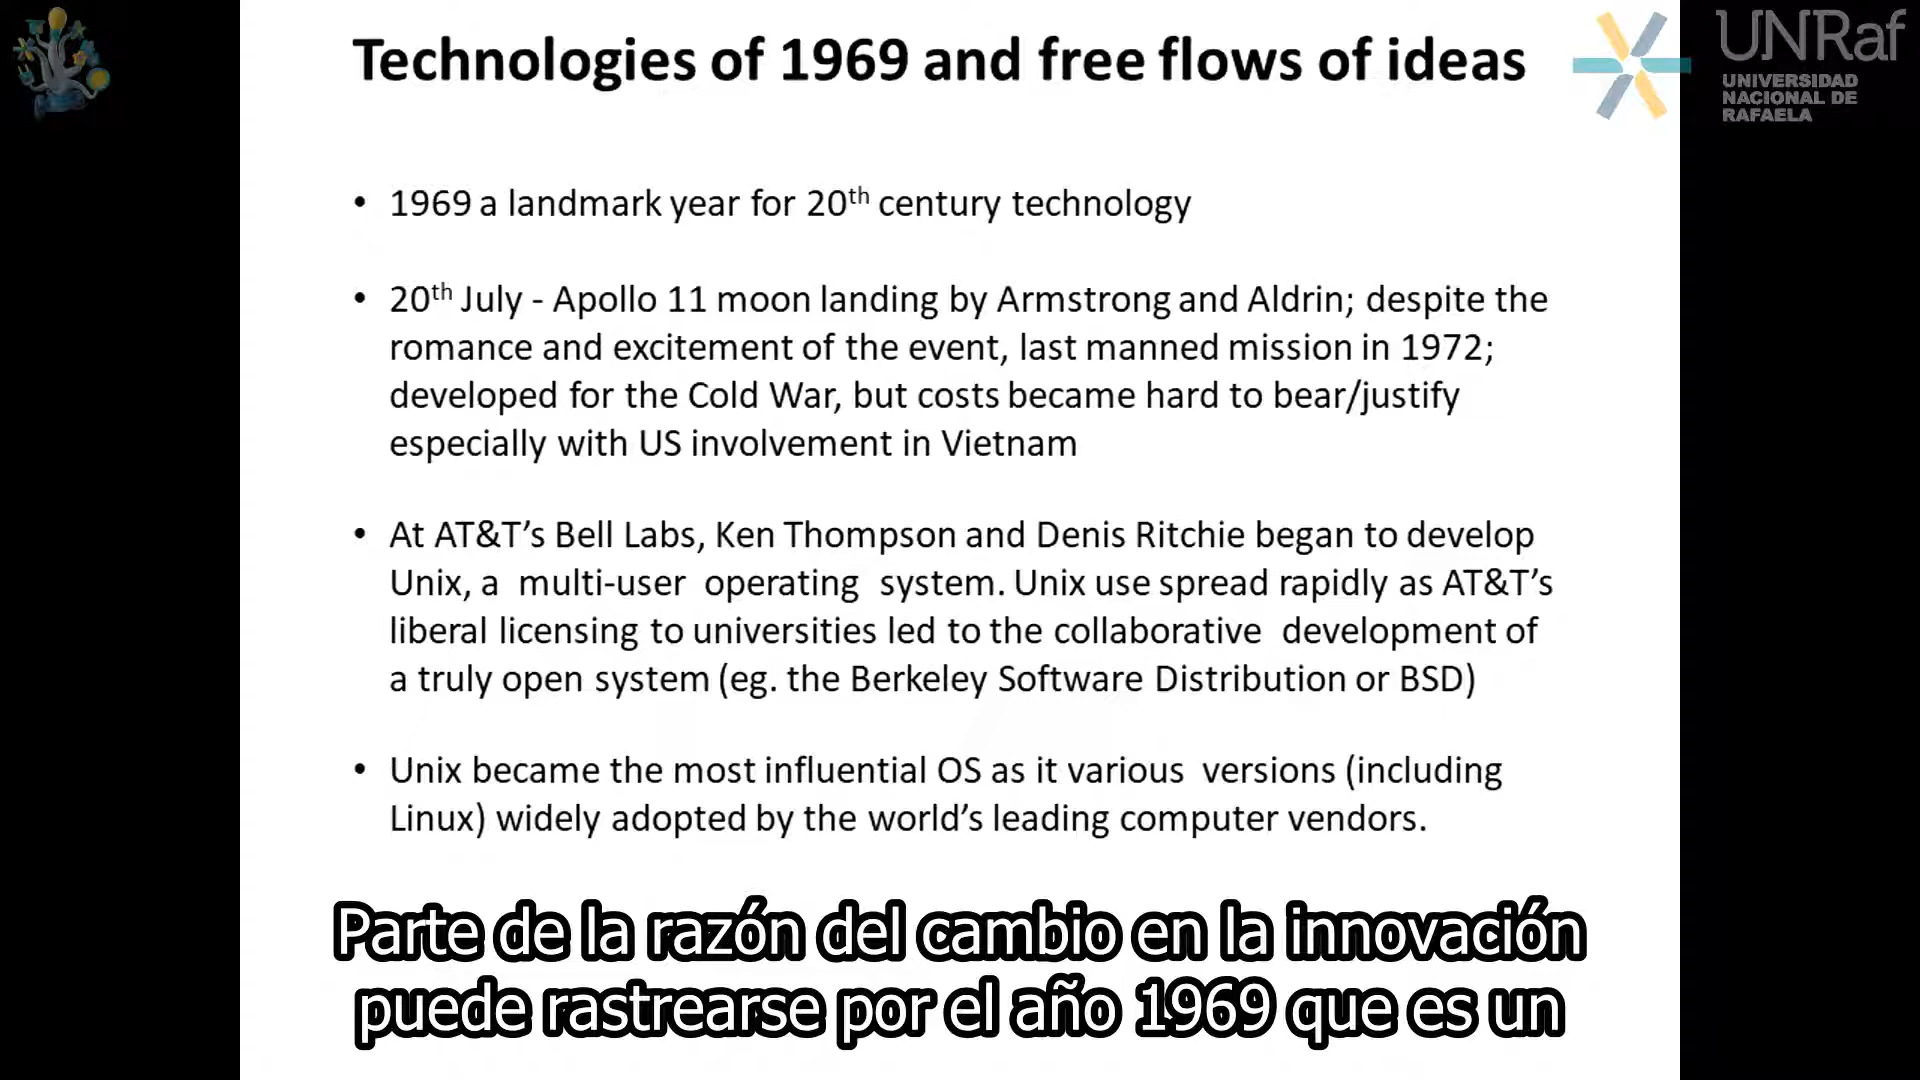 Technologies of 1969 and free flows of ideas
UNRaf
UNIVERSIDAD
NACIONAL DE
RAFAELA
• 1969 a landmark year for 20th century technology
• 20th July - Apollo 11 moon landing by Armstrong and Aldrin; despite the
romance and excitement of the event, last manned mission in 1972;
developed for the Cold War, but costs became hard to bear/justify
especially with US involvement in Vietnam
• At AT&T’s Bell Labs, Ken Thompson and Denis Ritchie began to develop
Unix, a multi-user operating system. Unix use spread rapidly as AT&T’s
liberal licensing to universities led to the collaborative development of
a truly open system (eg. the Berkeley Software Distribution or BSD)
• Unix became the most influential OS as it various versions (including
Linux) widely adopted by the world’s leading computer vendors.
Parte de la razón del cambio en la innovación
puede rastrearse por el año 1969 que es un